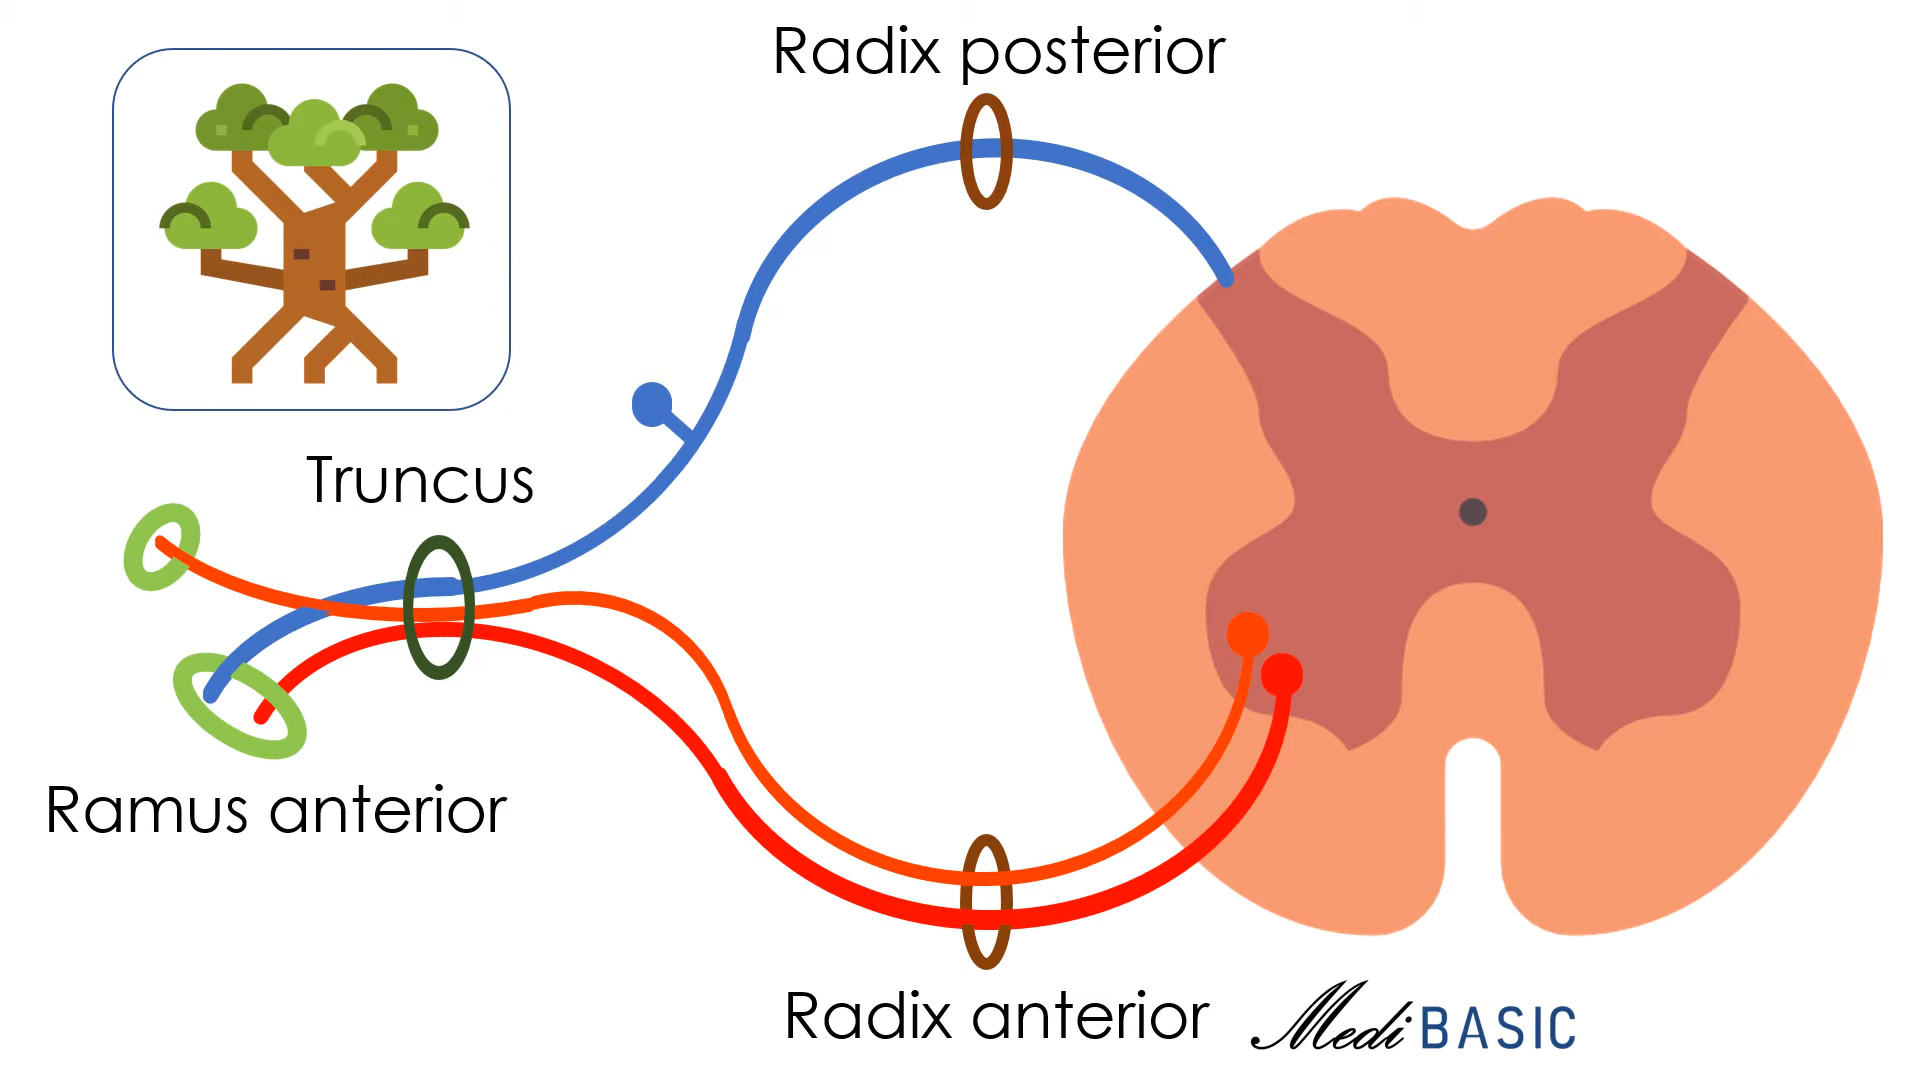 Radix posterior
Truncus
Ramus anterior
Radix anterior
Medi BASIC